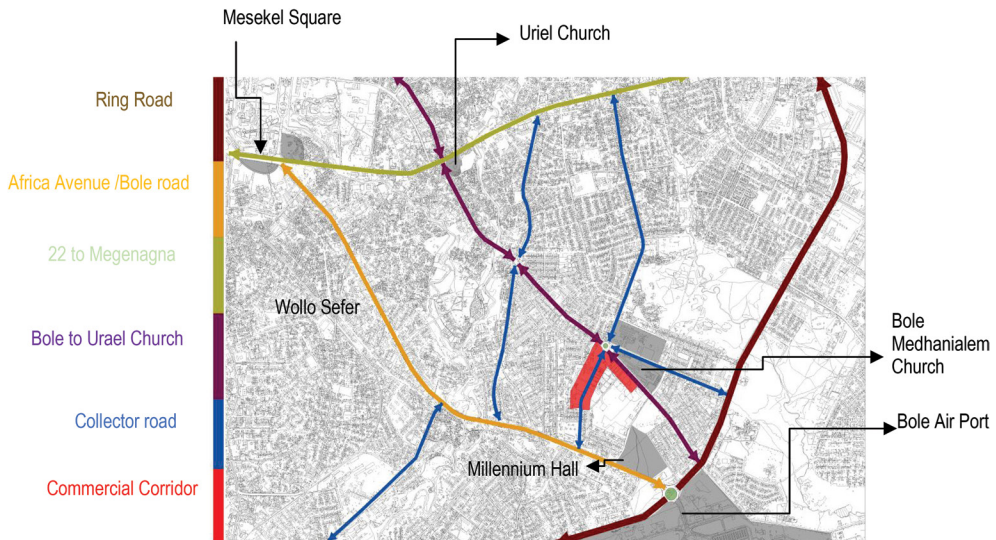 Mesekel Square
Uriel Church
Ring Road
Africa Avenue /Bole road
22 to Megenagna
Wollo Sefer
Bole to Urael Church
Bole
Medhanialem
Church
Collector road
Bole Air Port
Millennium Hall
Commercial Corridor